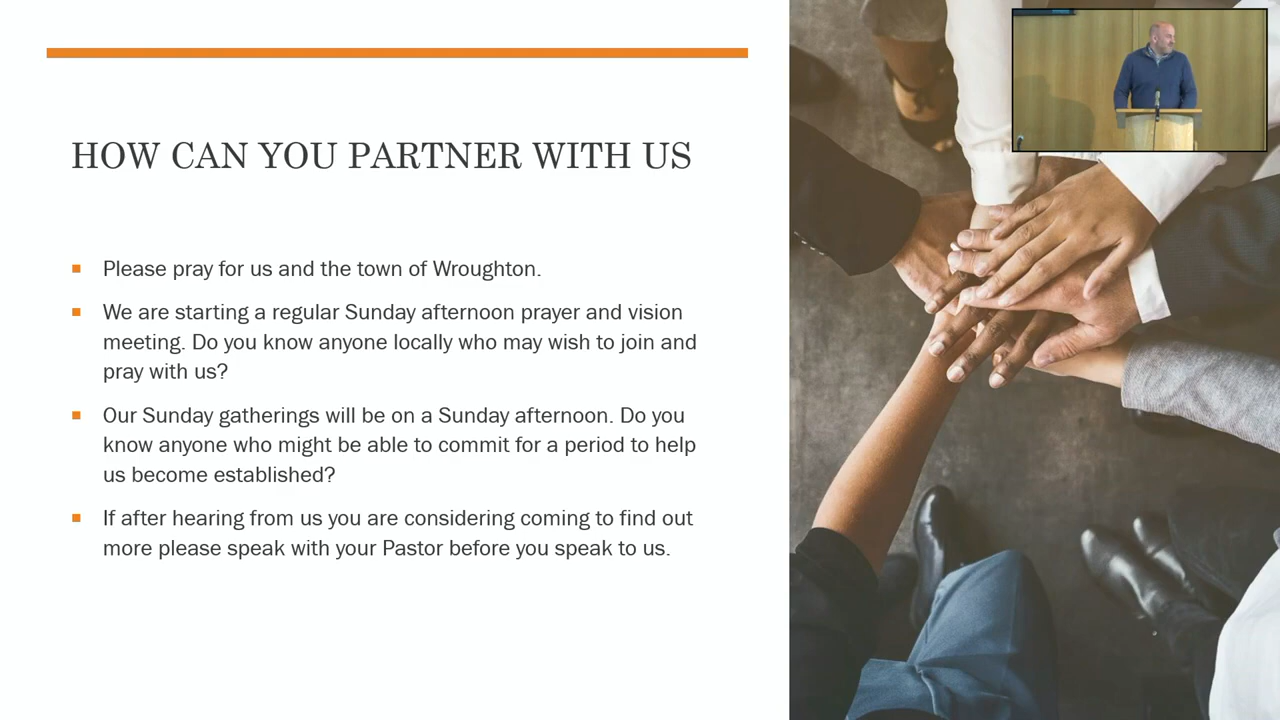 HOW CAN YOU PARTNER WITH US
Please pray for us and the town of Wroughton.
We are starting a regular Sunday afternoon prayer and vision
meeting. Do you know anyone locally who may wish to join and
pray with us?
Our Sunday gatherings will be on a Sunday afternoon. Do you
know anyone who might be able to commit for a period to help
us become established?
If after hearing from us you are considering coming to find out
more please speak with your Pastor before you speak to us.